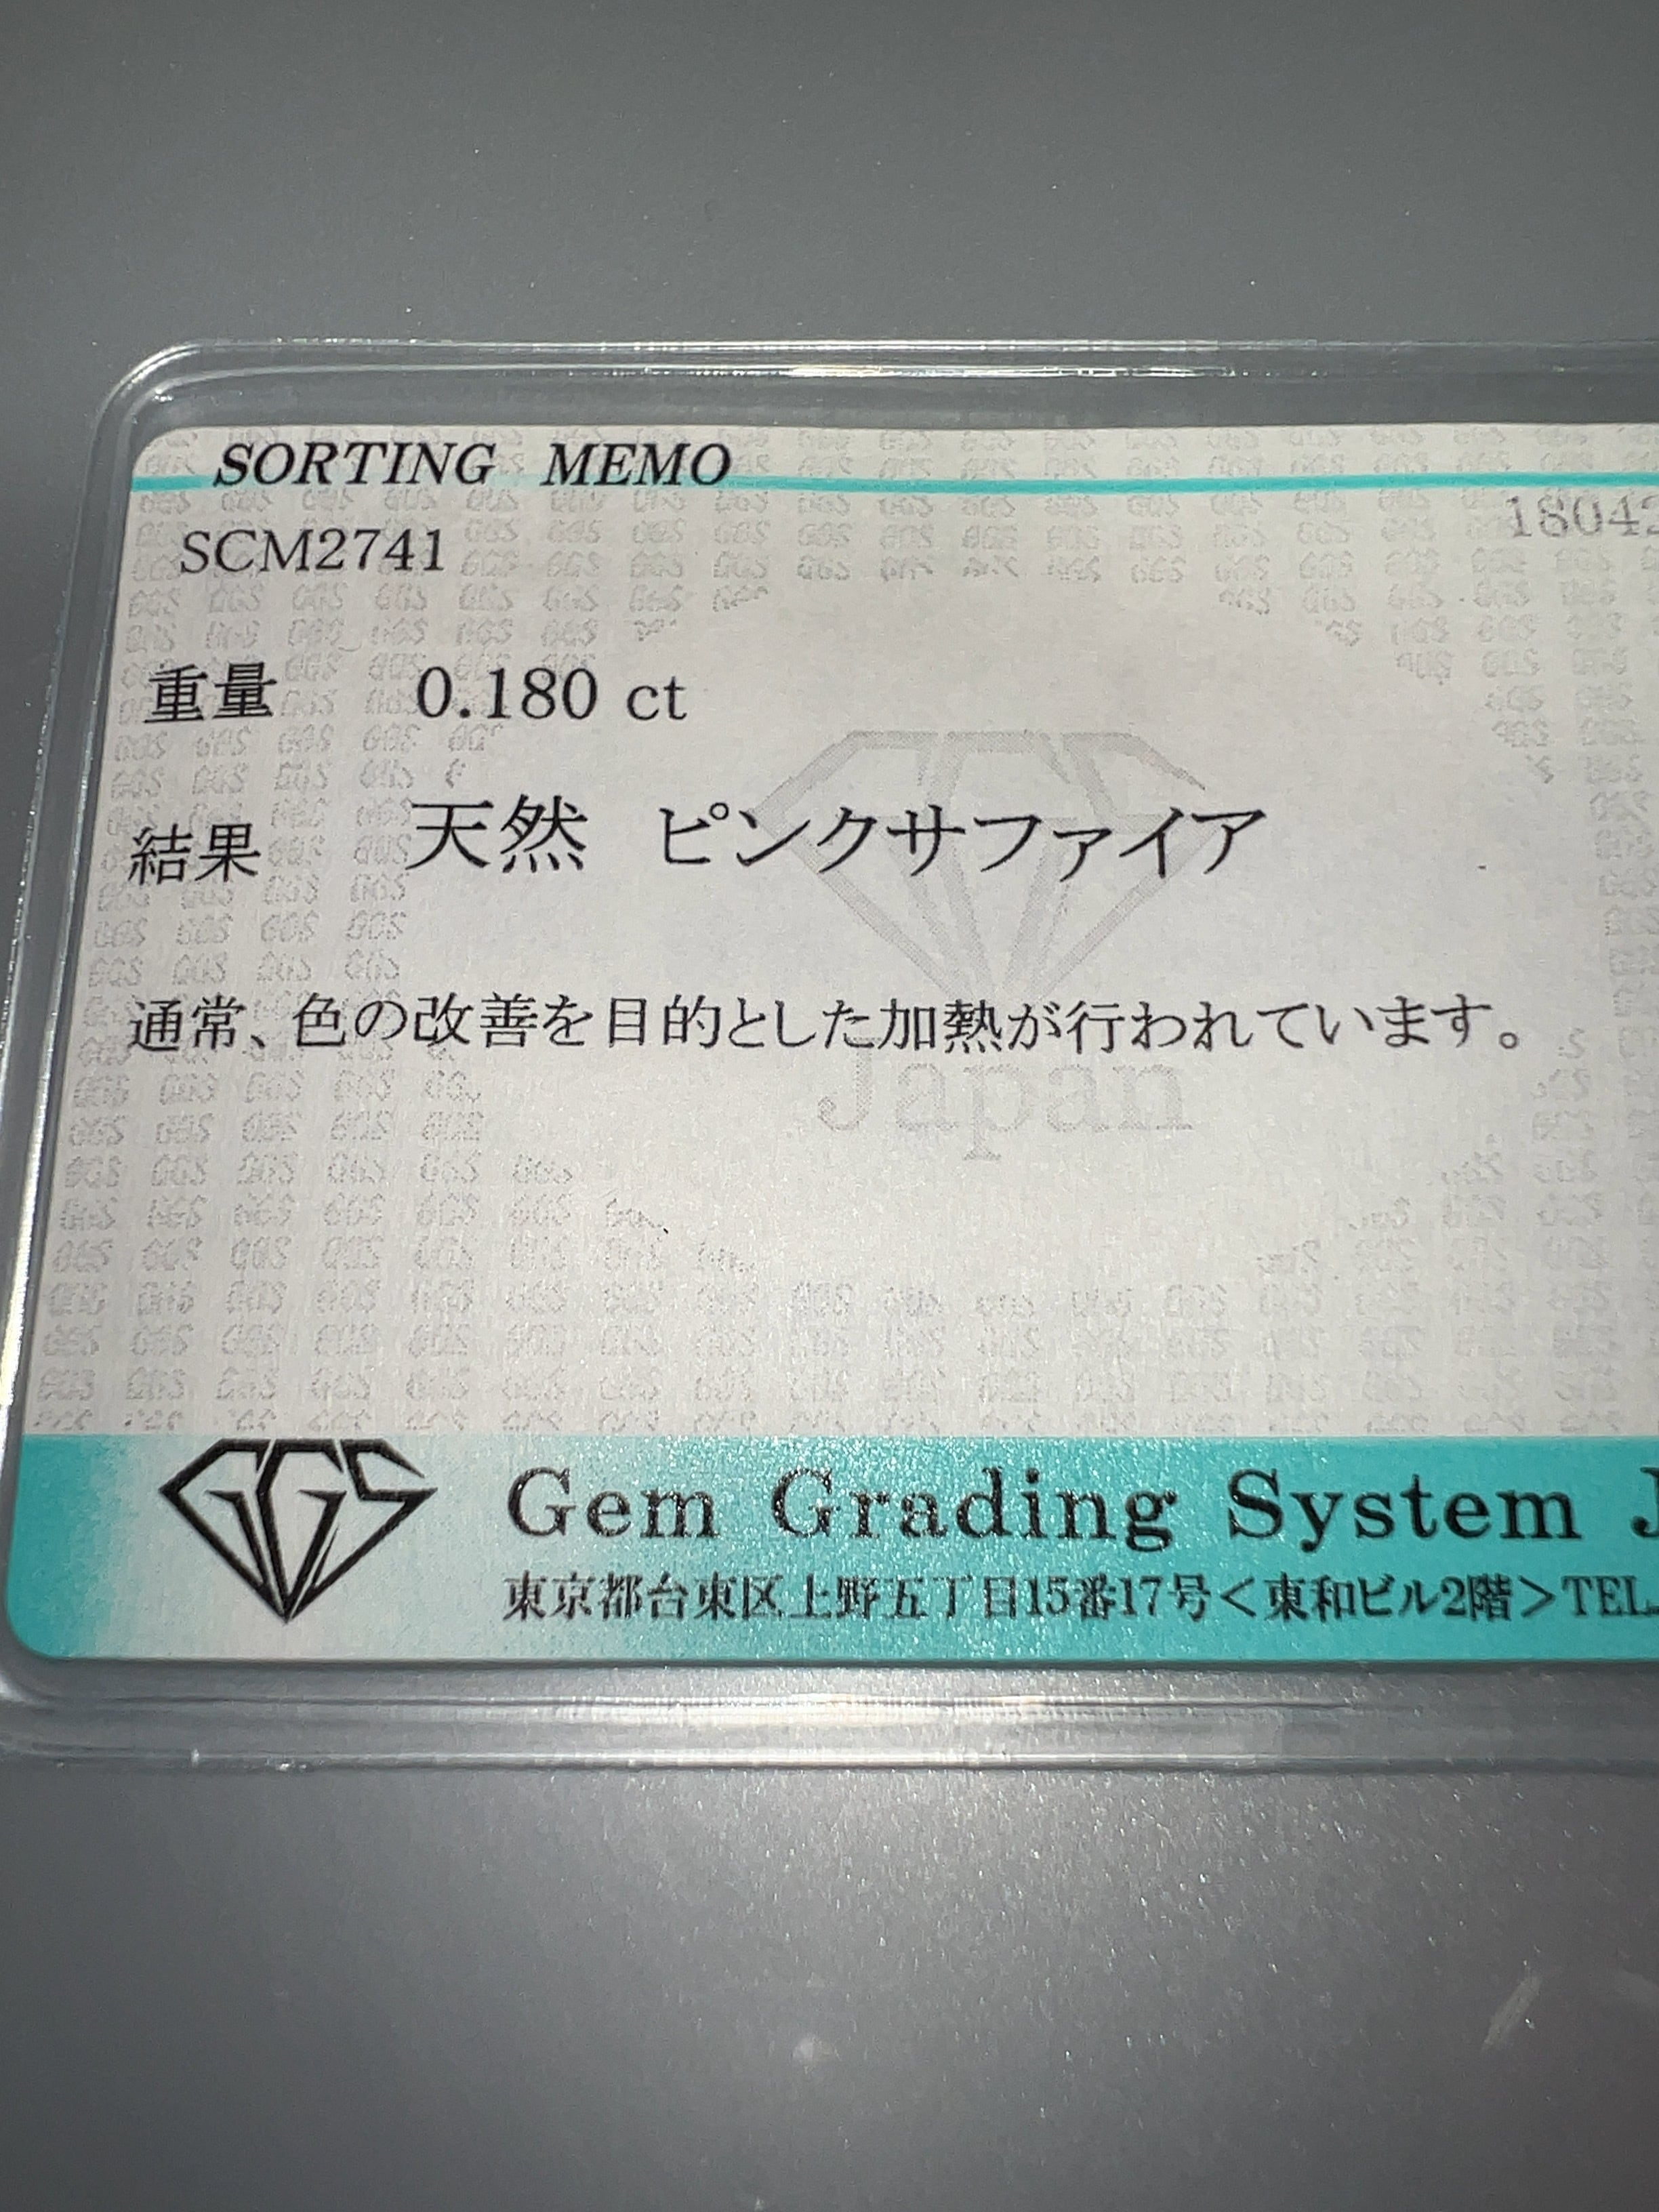 SORTING MEMO
SCM2741
18042
重量 0.180 ct
結果 天然 ピンクサファイア
通常、色の改善を目的とした加熱が行われています。
Japan
GGS
Gem Grading System J
東京都台東区上野五丁目15番17号＜東和ビル2階＞TEL.